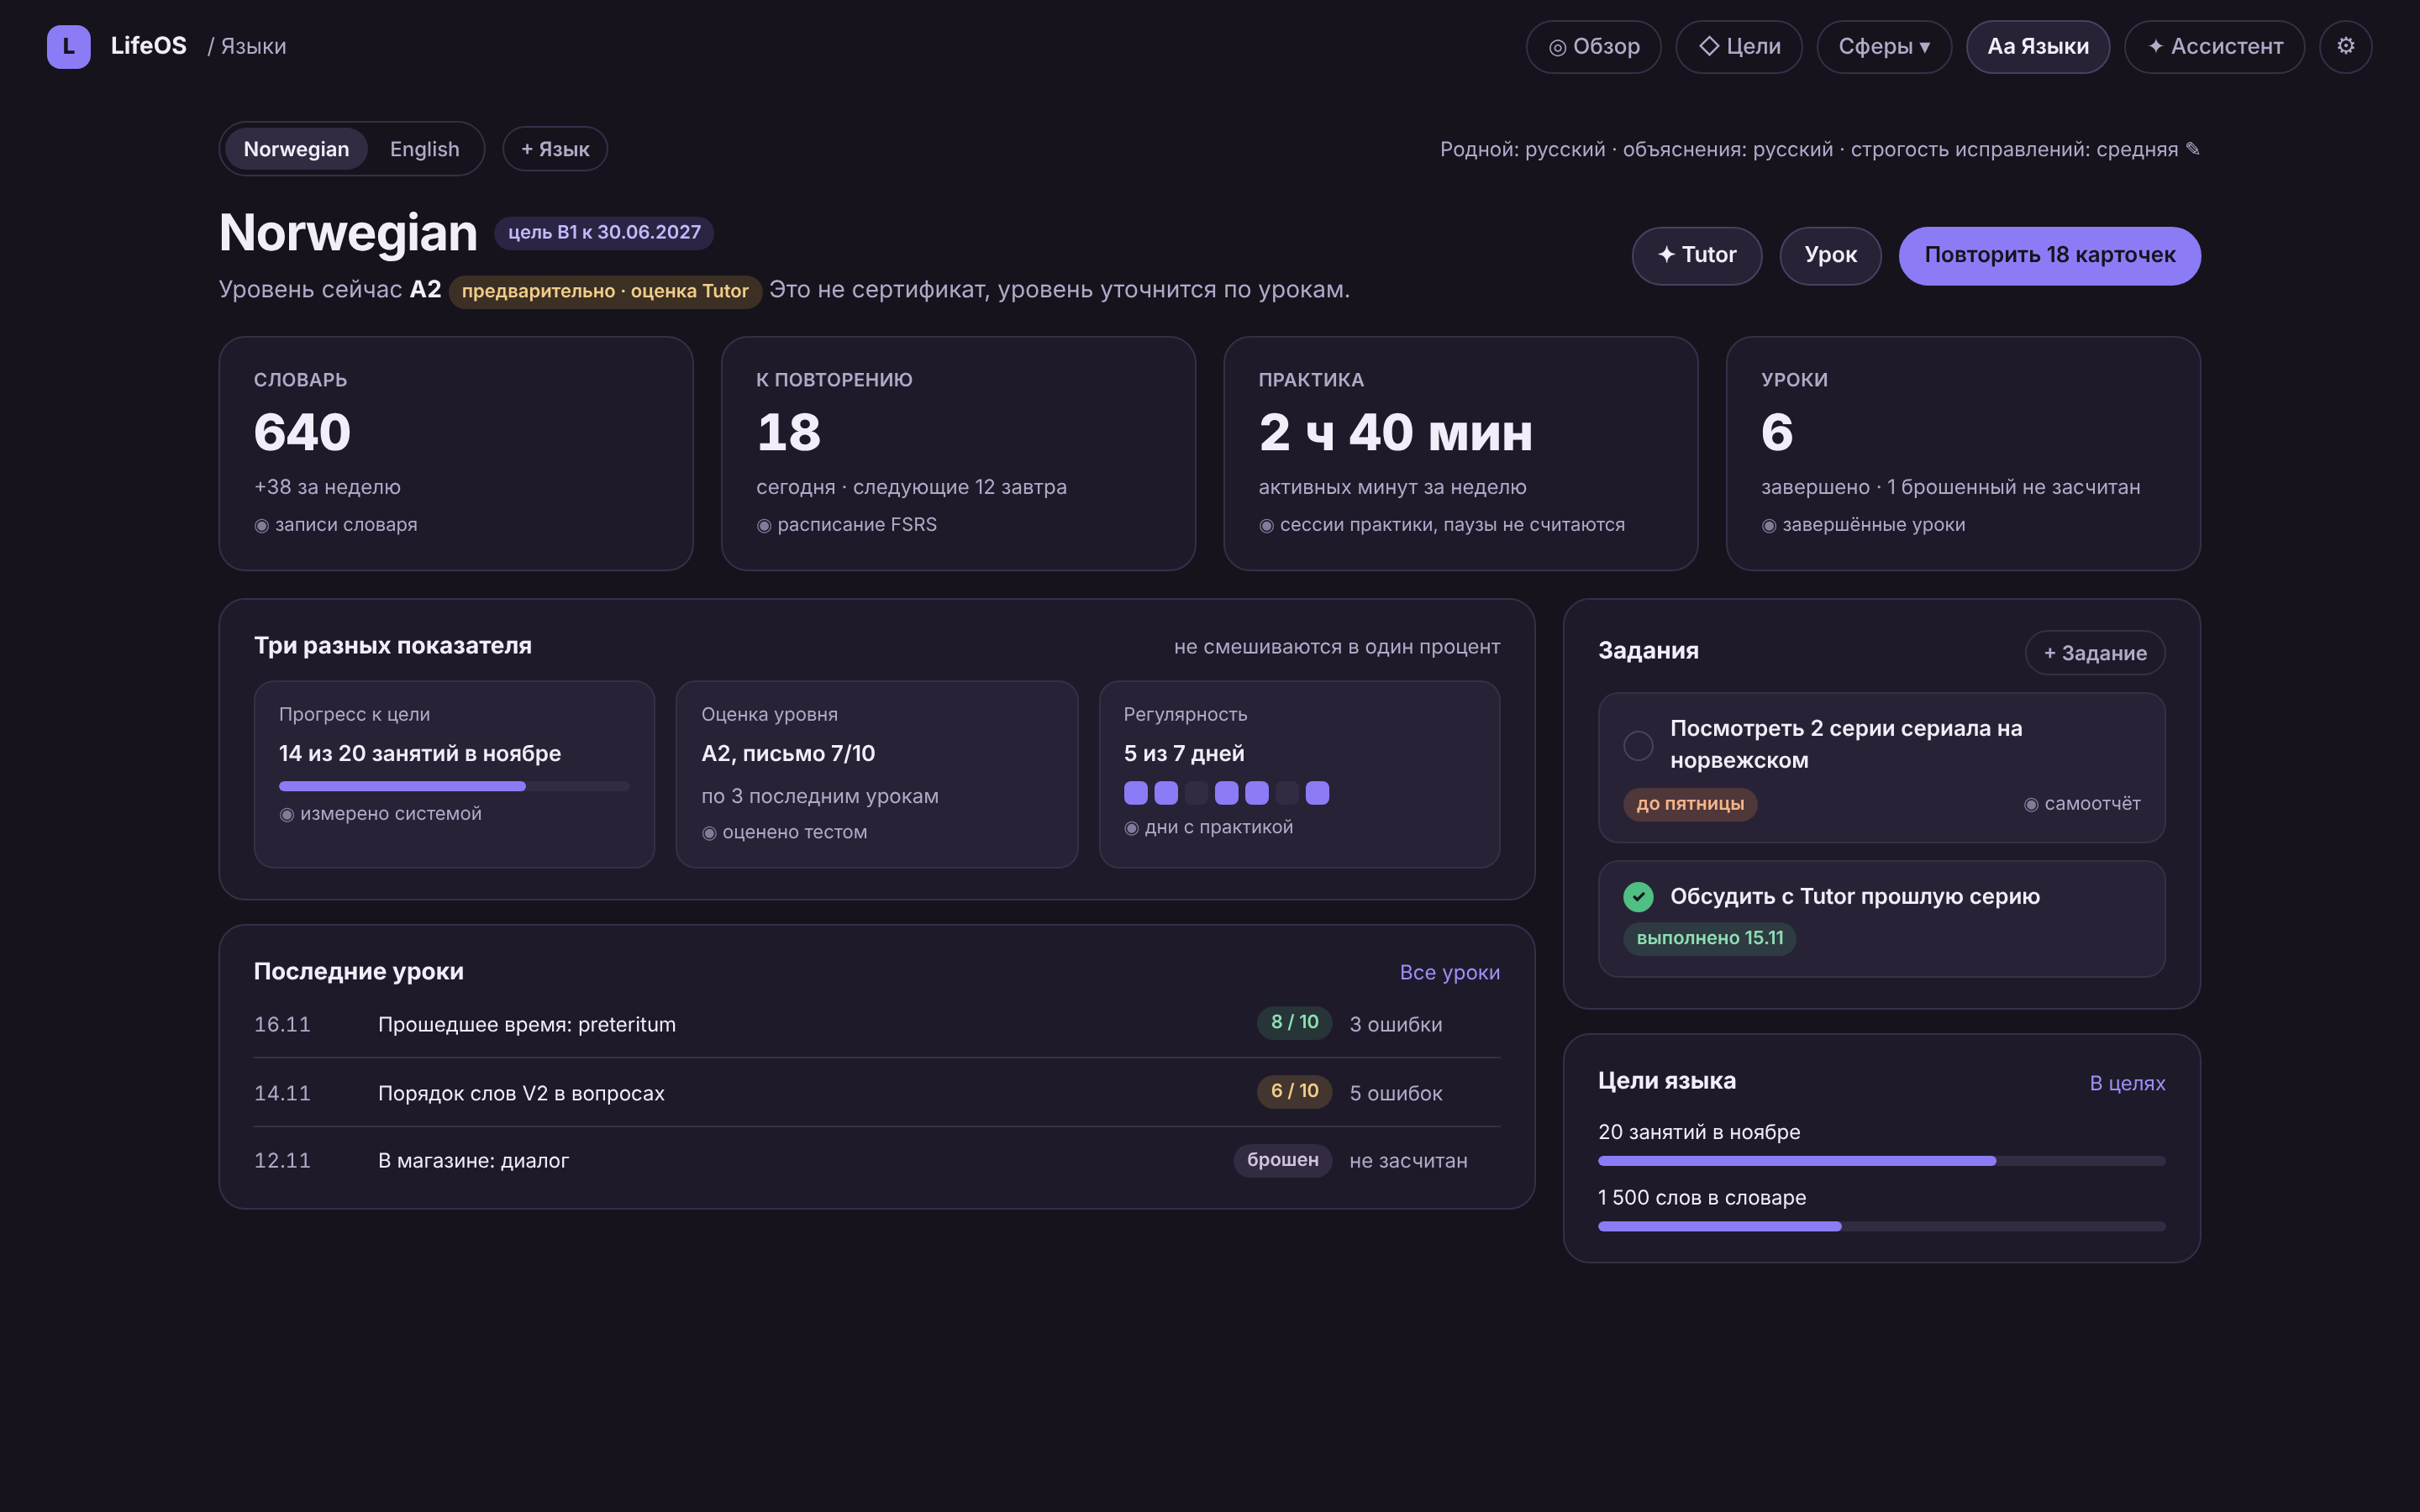 L LifeOS / Языки ◎ Обзор ◇ Цели Сферы ▾ Aa Языки ✦ Ассистент ⚙
Norwegian English + Язык Родной: русский · объяснения: русский · строгость исправлений: средняя ✎
Norwegian цель B1 к 30.06.2027
Уровень сейчас A2 предварительно · оценка Tutor Это не сертификат, уровень уточнится по урокам.
✦ Tutor Урок Повторить 18 карточек
СЛОВАРЬ
640
+38 за неделю
◉ записи словаря
К ПОВТОРЕНИЮ
18
сегодня · следующие 12 завтра
◉ расписание FSRS
ПРАКТИКА
2 ч 40 мин
активных минут за неделю
◉ сессии практики, паузы не считаются
УРОКИ
6
завершено · 1 брошенный не засчитан
◉ завершённые уроки
Три разных показателя не смешиваются в один процент
Прогресс к цели
14 из 20 занятий в ноябре
◉ измерено системой
Оценка уровня
A2, письмо 7/10
по 3 последним урокам
◉ оценено тестом
Регулярность
5 из 7 дней
◉ дни с практикой
Последние уроки Все уроки
16.11 Прошедшее время: preteritum 8 / 10 3 ошибки
14.11 Порядок слов V2 в вопросах 6 / 10 5 ошибок
12.11 В магазине: диалог брошен не засчитан
Задания + Задание
Посмотреть 2 серии сериала на
норвежском
до пятницы ◉ самоотчёт
Обсудить с Tutor прошлую серию
выполнено 15.11
Цели языка В целях
20 занятий в ноябре
1 500 слов в словаре